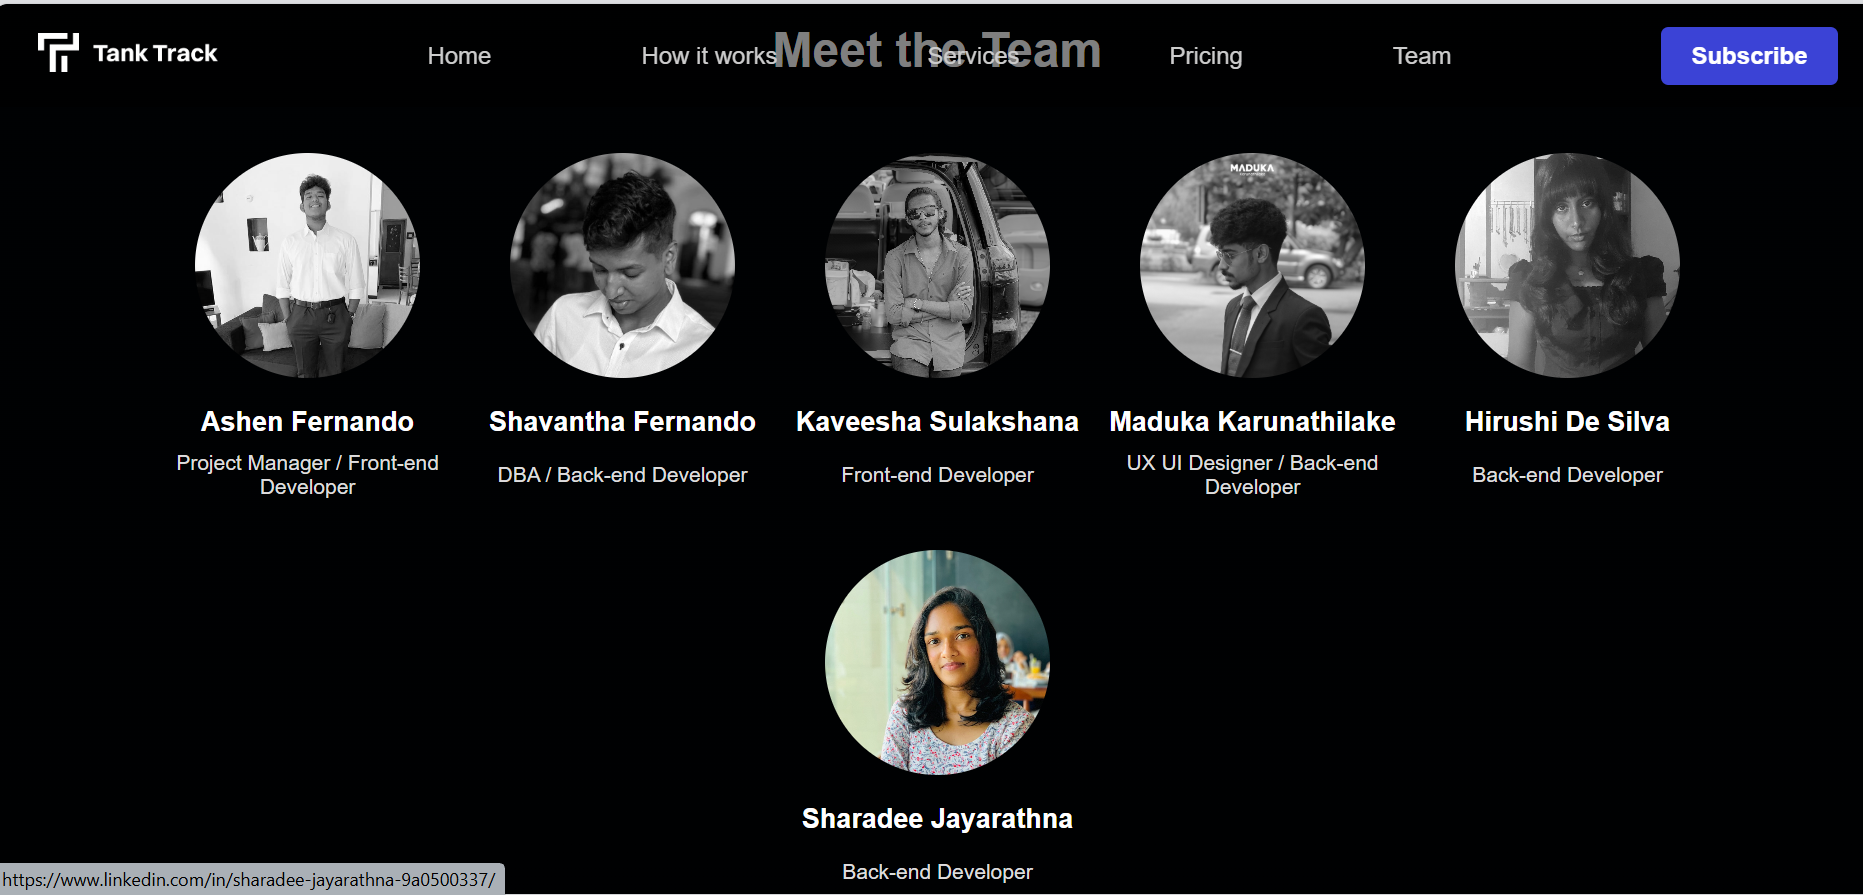 Tank Track
Home
How it works
Meet the Team
Services
Pricing
Team
Subscribe
MADUKA
Ashen Fernando
Project Manager / Front-end
Developer
Shavantha Fernando
DBA / Back-end Developer
Kaveesha Sulakshana
Front-end Developer
Maduka Karunathilake
UX UI Designer / Back-end
Developer
Hirushi De Silva
Back-end Developer
Sharadee Jayarathna
Back-end Developer
https://www.linkedin.com/in/sharadee-jayarathna-9a0500337/